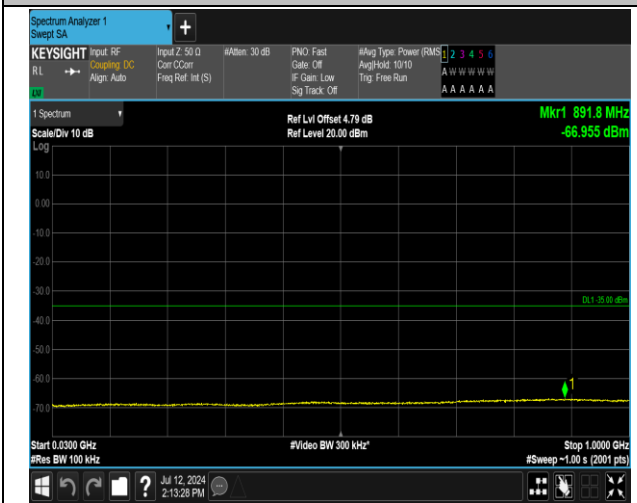 Spectrum Analyzer 1
Swept SA
+
KEYSIGHT
RL
Input: RF
Coupling: DC
Align: Auto
Input Z: 50 Ω
Corr CCorr
Freq Ref: Int (S)
#Atten: 30 dB
PNO: Fast
Gate: Off
IF Gain: Low
Sig Track: Off
#Avg Type: Power (RMS
Avg|Hold: 10/10
Trig: Free Run
1 2 3 4 5 6
A W W W W W
A A A A A A
1 Spectrum
Scale/Div 10 dB
Log
Ref Lvl Offset 4.79 dB
Ref Level 20.00 dBm
Mkr1 891.8 MHz
-66.955 dBm
10.0
0.00
-10.0
-20.0
-30.0
DL1 -35.00 dBm
-40.0
-50.0
-60.0
1
-70.0
Start 0.0300 GHz
#Res BW 100 kHz
#Video BW 300 kHz*
Stop 1.0000 GHz
#Sweep ~1.00 s (2001 pts)
?
Jul 12, 2024
2:13:28 PM